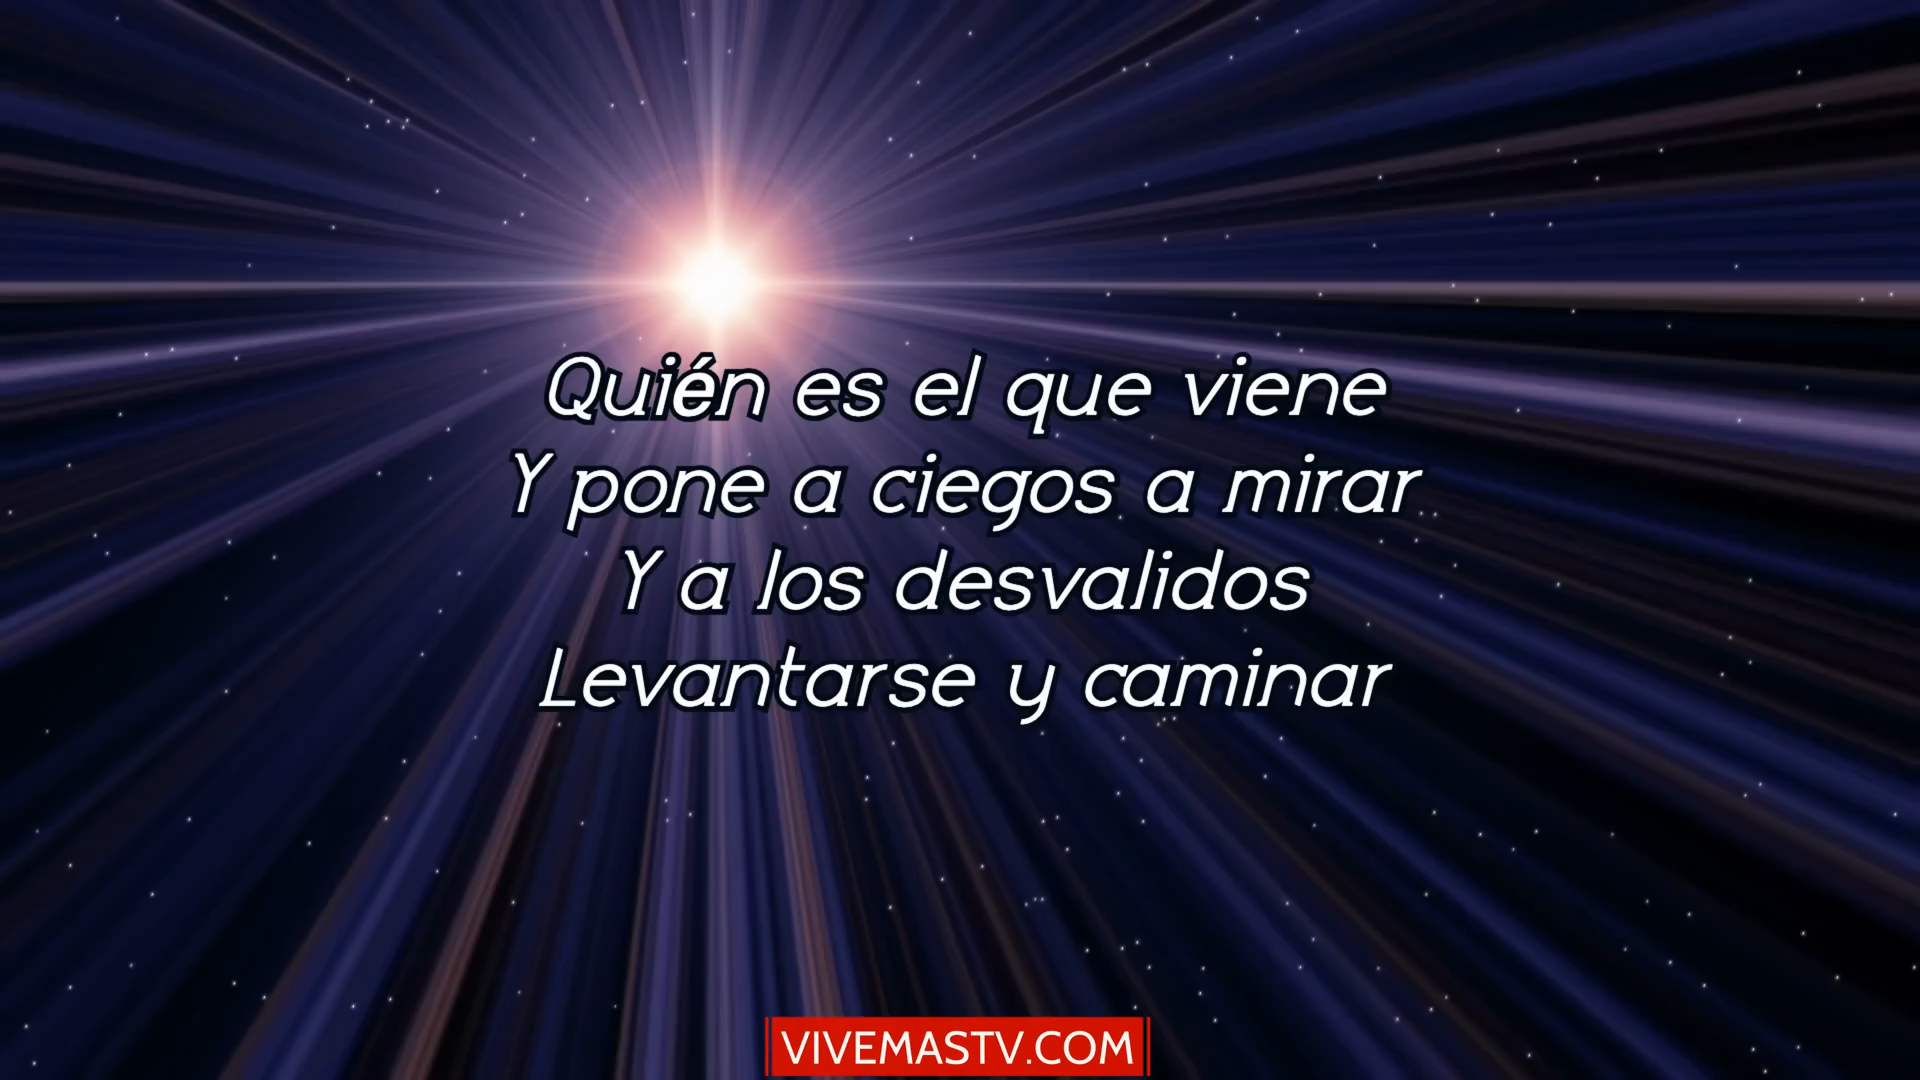 Quién es el que viene
Y pone a ciegos a mirar
Y a los desvalidos
Levantarse y caminar
VIVEMASTV.COM